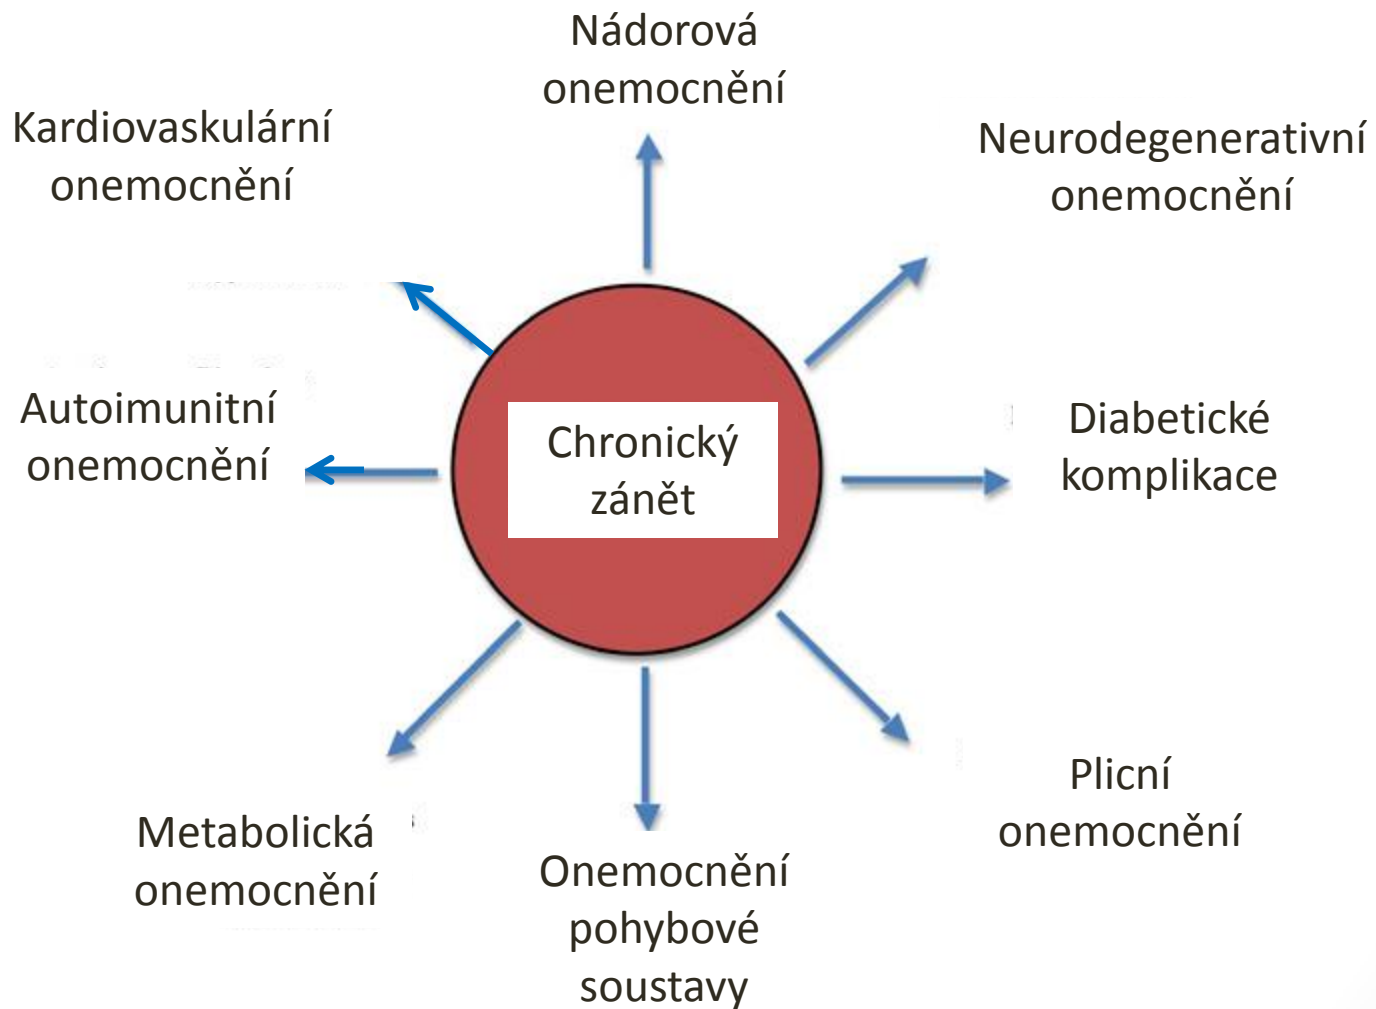 Nádorová
onemocnění
Kardiovaskulární
onemocnění
Neurodegenerativní
onemocnění
Autoimunitní
onemocnění
Chronický
zánět
Diabetické
komplikace
Metabolická
onemocnění
Onemocnění
pohybové
soustavy
Plicní
onemocnění